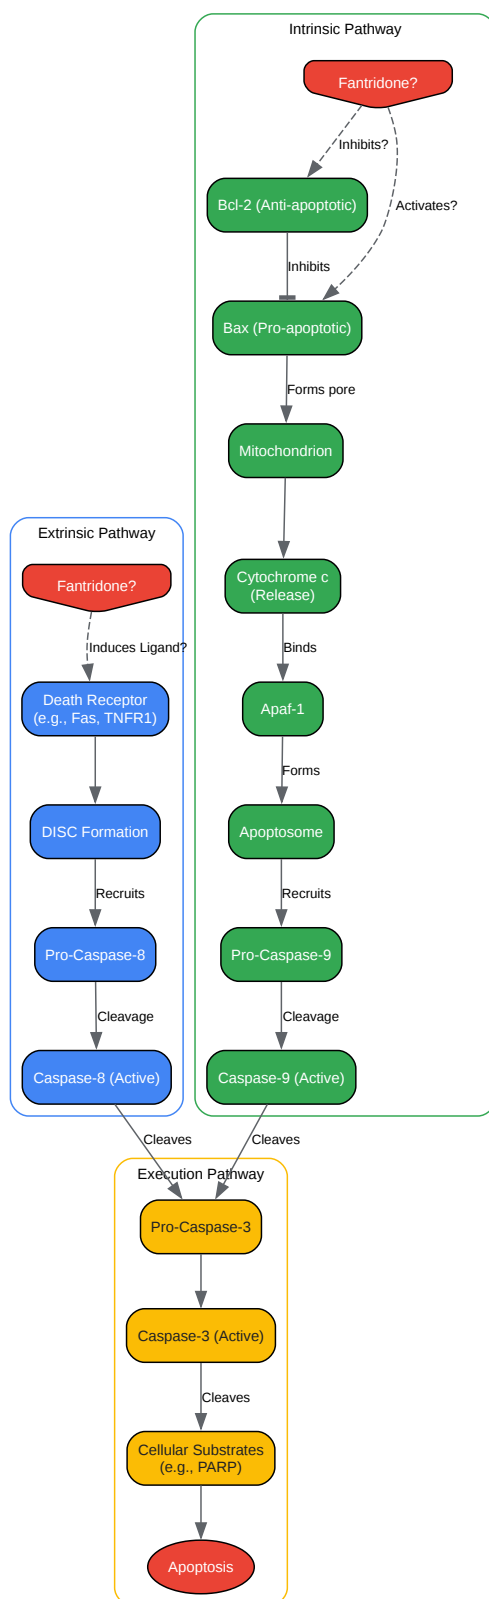 Intrinsic Pathway
Fantridone?
Inhibits?
Activates?
Bcl-2 (Anti-apoptotic)
Inhibits
Bax (Pro-apoptotic)
Forms pore
Mitochondrion
Cytochrome c
(Release)
Binds
Apaf-1
Forms
Apoptosome
Recruits
Pro-Caspase-9
Cleavage
Caspase-9 (Active)
Cleaves
Extrinsic Pathway
Fantridone?
Induces Ligand?
Death Receptor
(e.g., Fas, TNFR1)
DISC Formation
Recruits
Pro-Caspase-8
Cleavage
Caspase-8 (Active)
Cleaves
Execution Pathway
Pro-Caspase-3
Caspase-3 (Active)
Cleaves
Cellular Substrates
(e.g., PARP)
Apoptosis